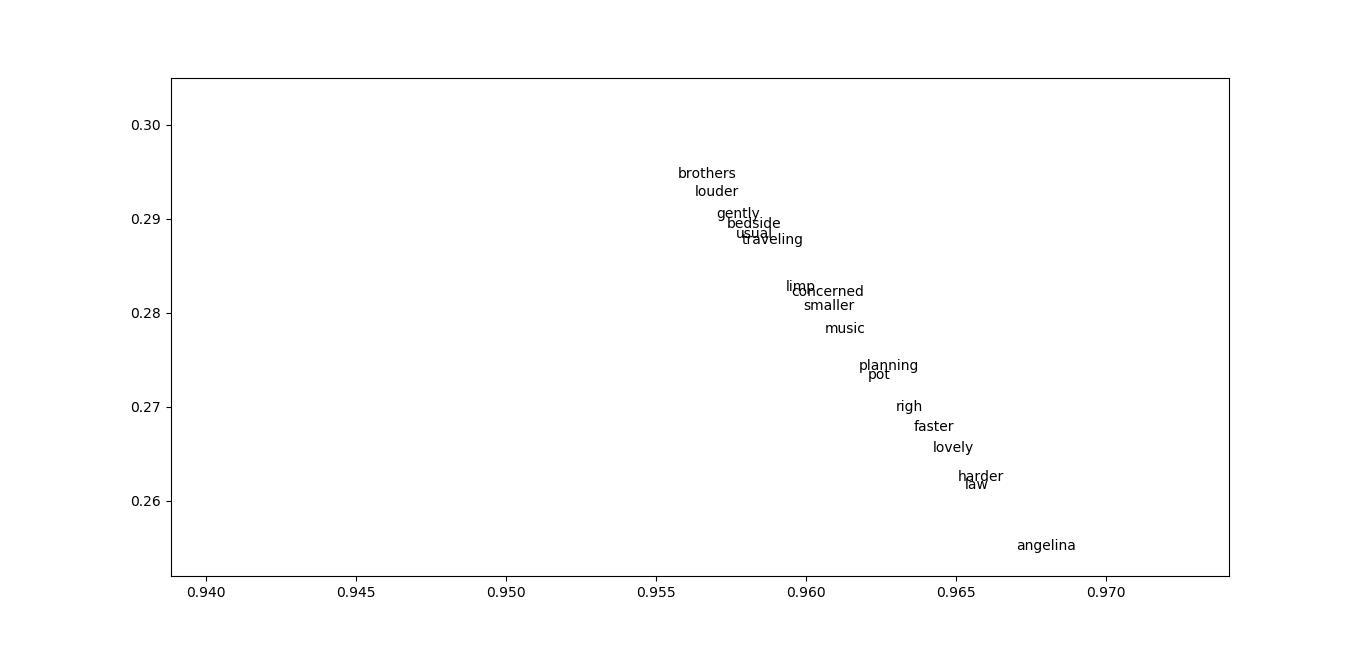 0.30
brothers
louder
0.29
gently
bedside
usual
traveling
limp
concerned
smaller
0.28
music
planning
pot
0.27
righ
faster
lovely
harder
law
0.26
angelina
0.940 0.945 0.950 0.955 0.960 0.965 0.970